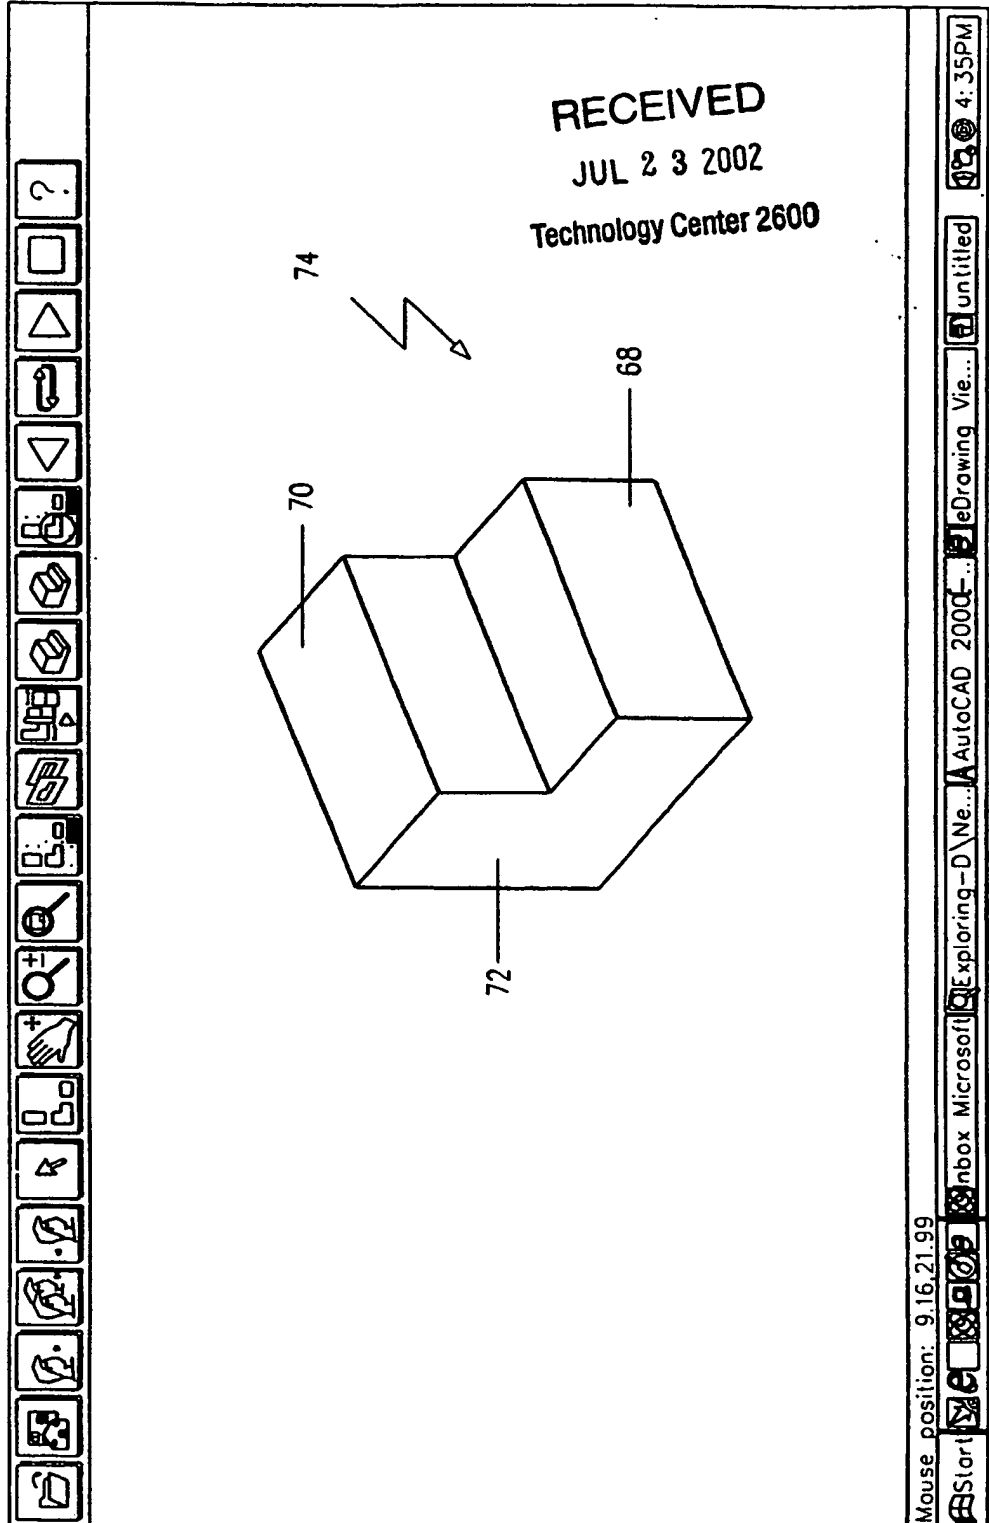 ?
RECEIVED
JUL 2 3 2002
Technology Center 2600
74
70
68
72
Mouse position: 9.16,21.99
Start
Inbox Microsoft
Exploring-D\Ne..
AutoCAD 2000-..
eDrawing Vie...
untitled
4:35PM